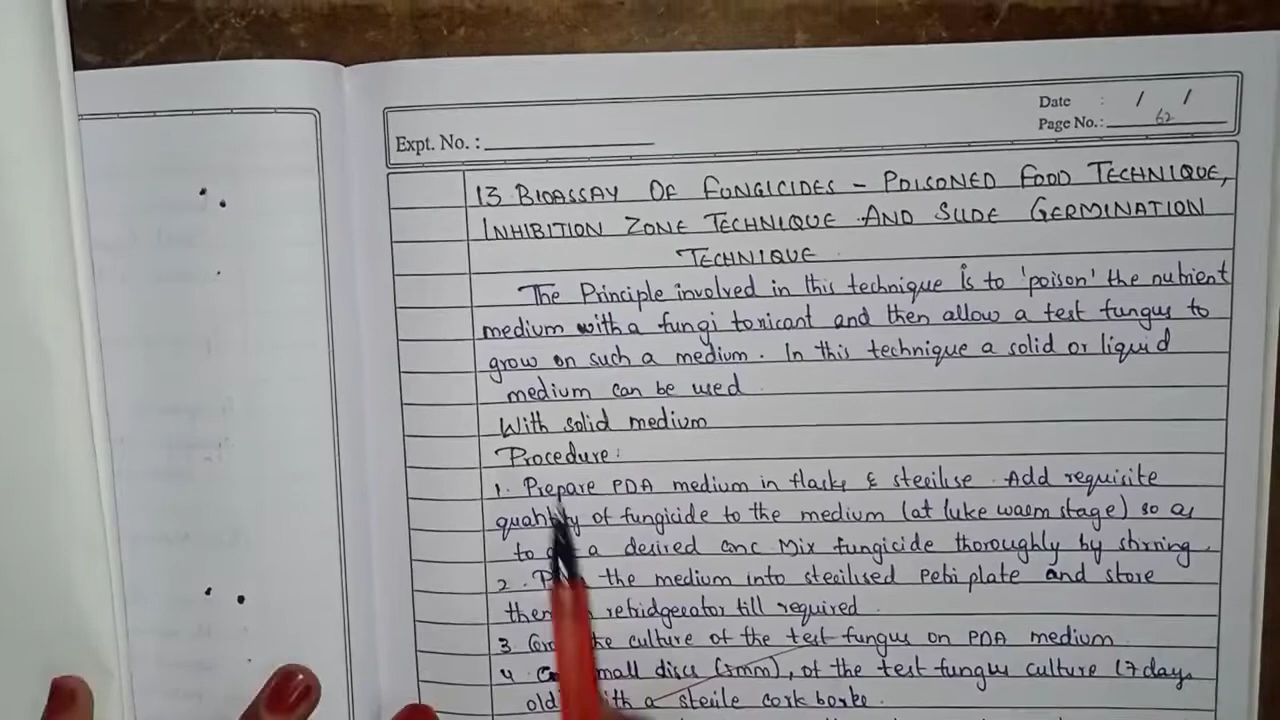 Date : / /
Page No.: 62
Expt. No. :
13 BIOASSAY OF FUNGICIDES - POISONED FOOD TECHNIQUE,
INHIBITION ZONE TECHNIQUE AND SLIDE GERMINATION
TECHNIQUE
The Principle involved in this technique is to 'poison' the nutrient
medium with a fungi toxicant and then allow a test fungus to
grow on such a medium. In this technique a solid or liquid
medium can be used
With solid medium
Procedure:
1. Prepare PDA medium in flasks & sterilise. Add requisite
quantity of fungicide to the medium (at luke warm stage) so as
to a desired conc Mix fungicide thoroughly by stirring.
2. the medium into sterilised petri plate and store
refridgerator till required.
3 culture of the test fungus on PDA medium
4 discs (5mm), of the test fungus culture (7 days
a sterile cork borke.